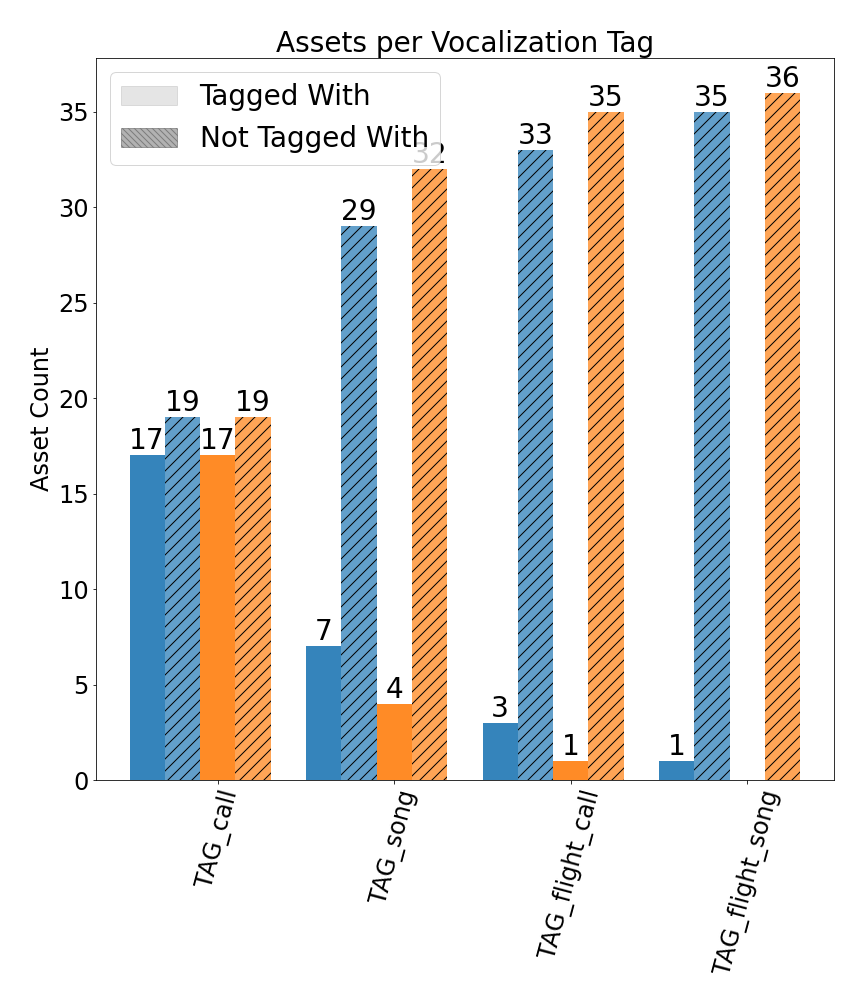 Assets per Vocalization Tag
Tagged With
Not Tagged With
Asset Count
35
30
25
20
15
10
5
0
17
19
17
19
7
29
4
32
3
33
1
35
1
35
36
TAG_call
TAG_song
TAG_flight_call
TAG_flight_song